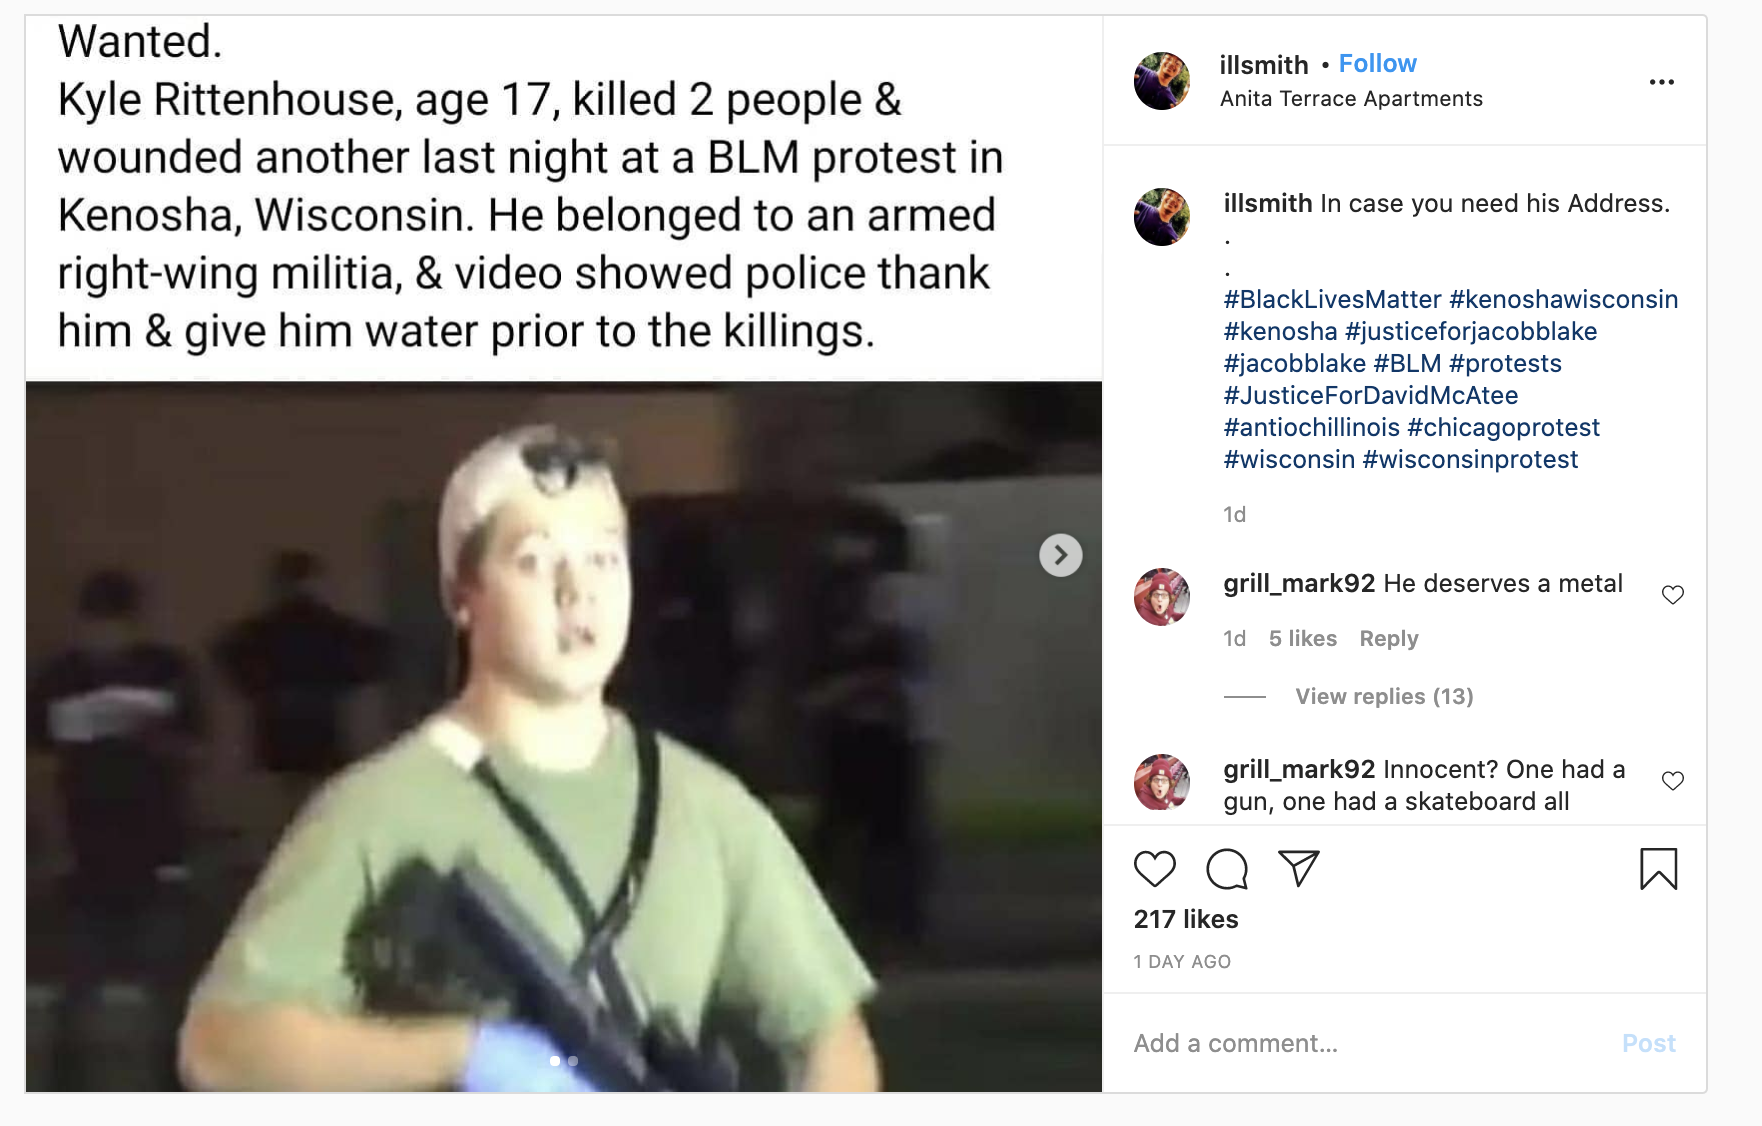 Wanted.
Kyle Rittenhouse, age 17, killed 2 people &
wounded another last night at a BLM protest in
Kenosha, Wisconsin. He belonged to an armed
right-wing militia, & video showed police thank
him & give him water prior to the killings.
illsmith • Follow
Anita Terrace Apartments
illsmith In case you need his Address.
.
.
#BlackLivesMatter #kenoshawisconsin
#kenosha #justiceforjacobblake
#jacobblake #BLM #protests
#JusticeForDavidMcAtee
#antiochillinois #chicagoprotest
#wisconsin #wisconsinprotest
1d
grill_mark92 He deserves a metal
1d 5 likes Reply
View replies (13)
grill_mark92 Innocent? One had a
gun, one had a skateboard all
217 likes
1 DAY AGO
Add a comment...
Post